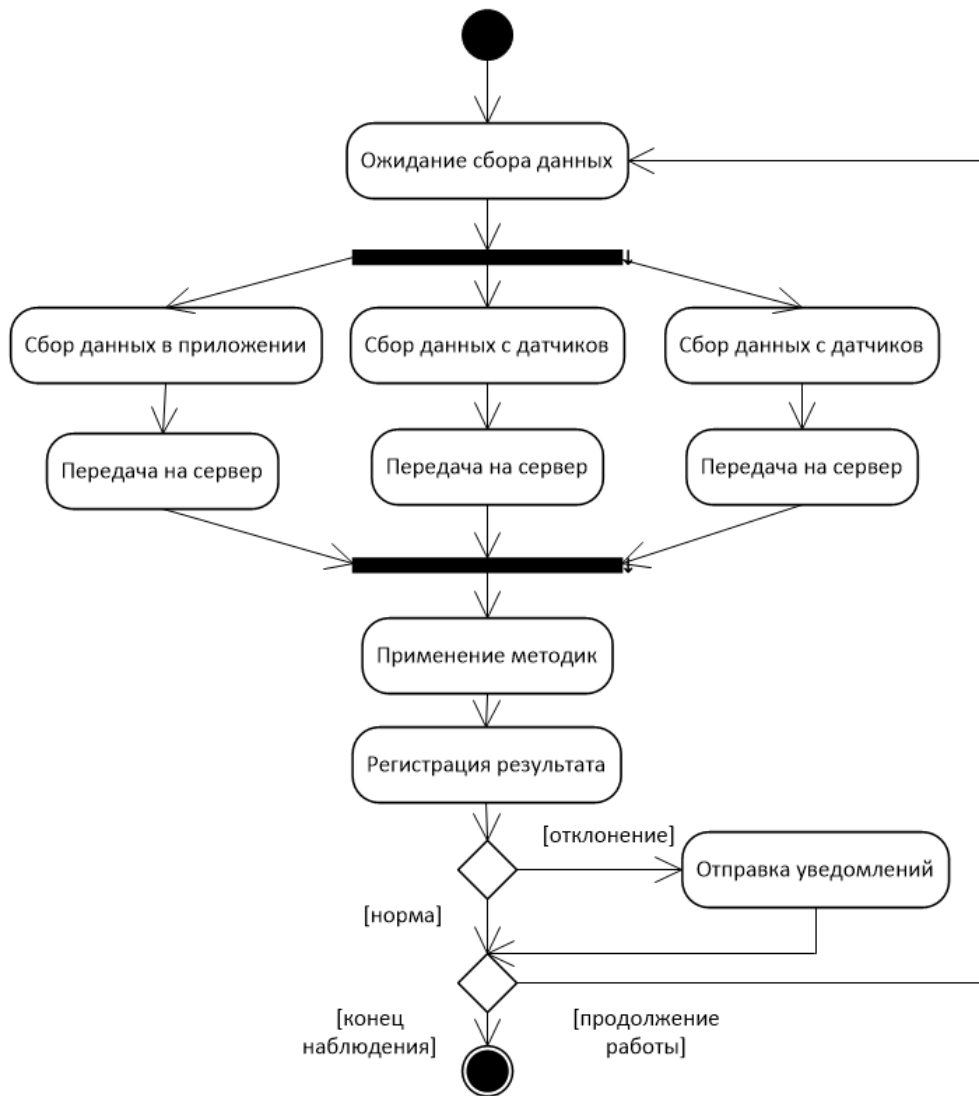 Ожидание сбора данных
Сбор данных в приложении
Сбор данных с датчиков
Сбор данных с датчиков
Передача на сервер
Передача на сервер
Передача на сервер
Применение методик
Регистрация результата
[отклонение]
Отправка уведомлений
[норма]
[конец
наблюдения]
[продолжение
работы]